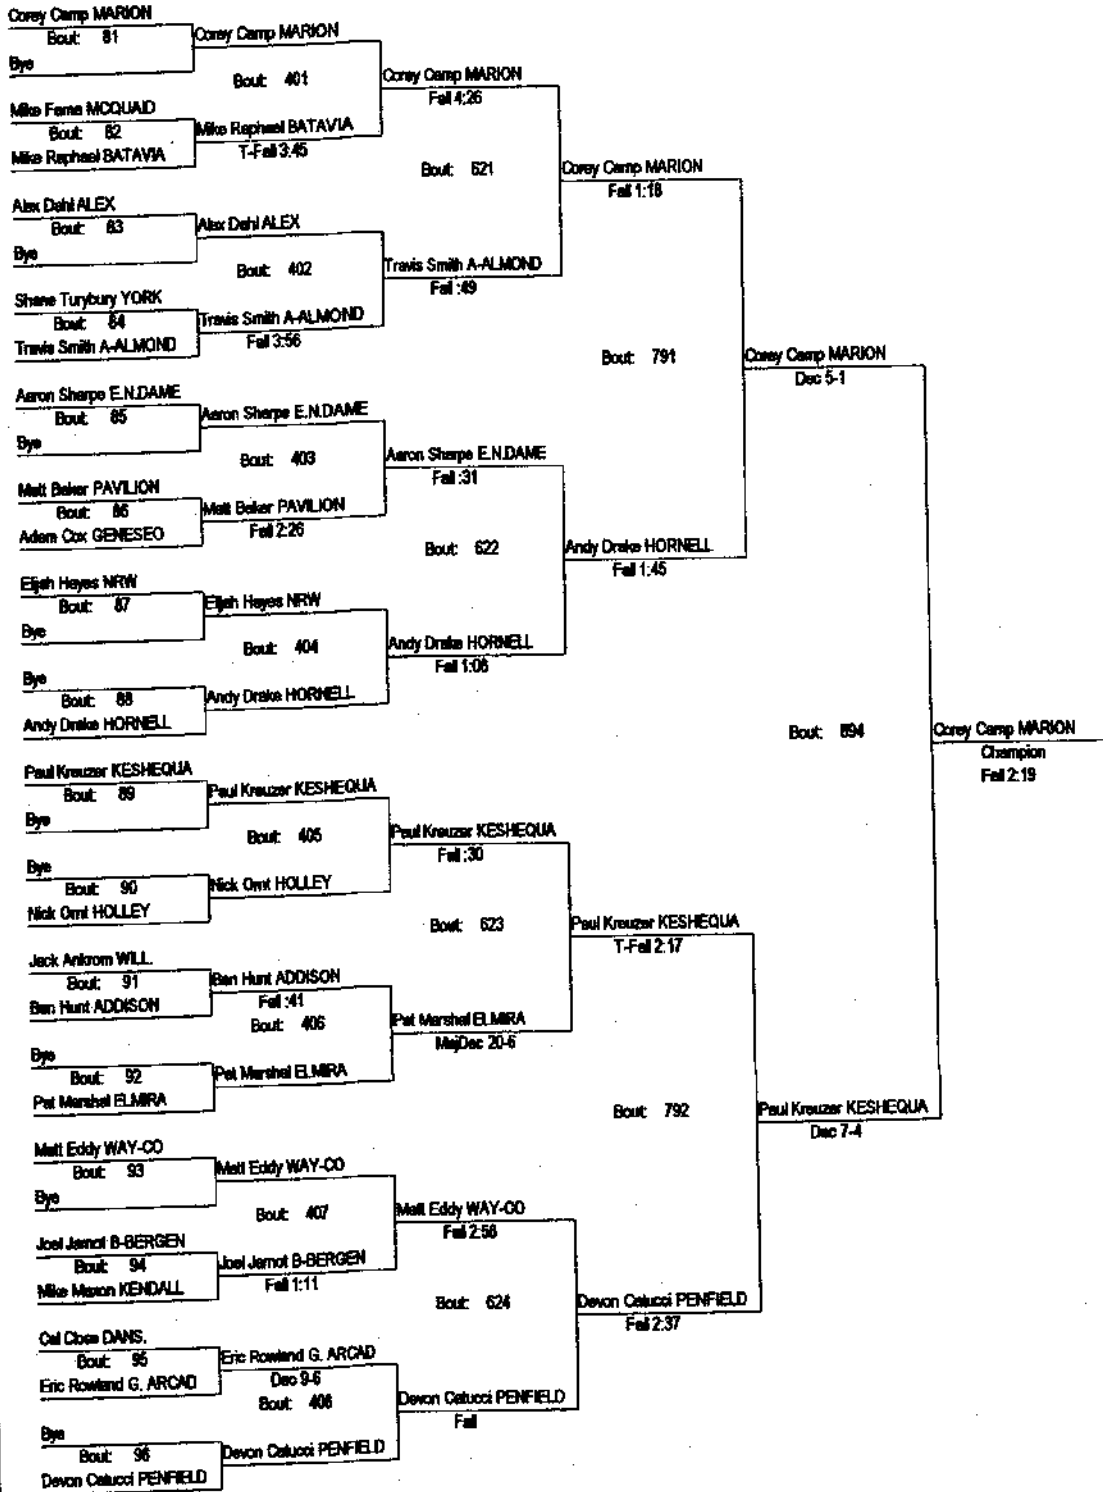 Corey Camp MARION
Bout: 81
Bye
Corey Camp MARION
Bout: 401
Mike Fame MCQUAID
Bout: 82
Mike Raphael BATAVIA
Mike Raphael BATAVIA
T-Fall 3:45
Corey Camp MARION
Fall 4:26
Bout: 621
Alex Dahl ALEX
Bout: 83
Bye
Alex Dahl ALEX
Bout: 402
Shane Turybury YORK
Bout: 84
Travis Smith A-ALMOND
Travis Smith A-ALMOND
Fall 3:56
Travis Smith A-ALMOND
Fall :49
Corey Camp MARION
Fall 1:18
Bout: 791
Aaron Sharpe E.N.DAME
Bout: 85
Bye
Aaron Sharpe E.N.DAME
Bout: 403
Matt Baker PAVILION
Bout: 86
Adam Cox GENESEO
Matt Baker PAVILION
Fall 2:26
Aaron Sharpe E.N.DAME
Fall :31
Bout: 622
Elijah Hayes NRW
Bout: 87
Bye
Elijah Hayes NRW
Bout: 404
Bye
Bout: 88
Andy Drake HORNELL
Andy Drake HORNELL
Andy Drake HORNELL
Fall 1:06
Andy Drake HORNELL
Fall 1:45
Corey Camp MARION
Dec 5-1
Bout: 894
Corey Camp MARION
Champion
Fall 2:19
Paul Kreuzer KESHEQUA
Bout: 89
Bye
Paul Kreuzer KESHEQUA
Bout: 405
Bye
Bout: 90
Nick Omt HOLLEY
Nick Omt HOLLEY
Paul Kreuzer KESHEQUA
Fall :30
Bout: 623
Jack Ankrom WILL.
Bout: 91
Ben Hunt ADDISON
Ben Hunt ADDISON
Fall :41
Bout: 406
Bye
Bout: 92
Pat Marshal ELMIRA
Pat Marshal ELMIRA
Pat Marshal ELMIRA
MajDec 20-6
Paul Kreuzer KESHEQUA
T-Fall 2:17
Bout: 792
Matt Eddy WAY-CO
Bout: 93
Bye
Matt Eddy WAY-CO
Bout: 407
Joel Jarnot B-BERGEN
Bout: 94
Mike Maxon KENDALL
Joel Jarnot B-BERGEN
Fall 1:11
Matt Eddy WAY-CO
Fall 2:58
Bout: 624
Cal Close DANS.
Bout: 95
Eric Rowland G. ARCAD
Eric Rowland G. ARCAD
Dec 9-6
Bout: 408
Bye
Bout: 96
Devon Catucci PENFIELD
Devon Catucci PENFIELD
Devon Catucci PENFIELD
Fall
Devon Catucci PENFIELD
Fall 2:37
Paul Kreuzer KESHEQUA
Dec 7-4